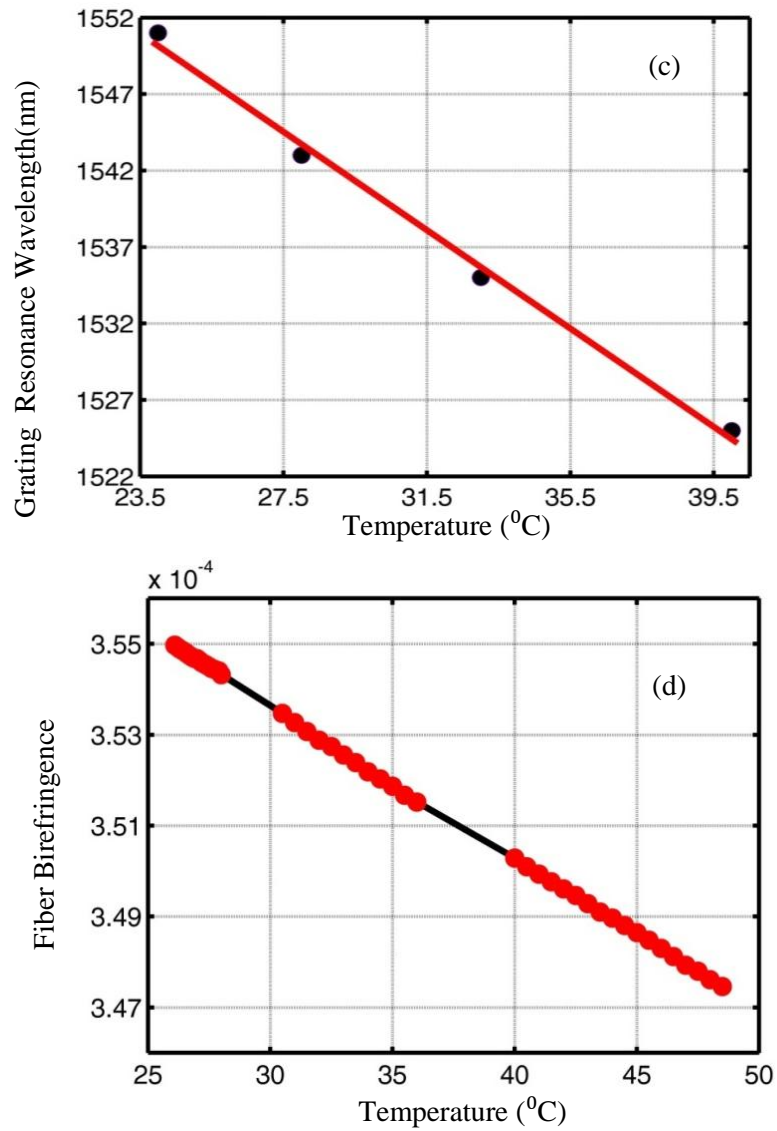 1552
1547
1542
1537
1532
1527
1522
(c)
Grating Resonance Wavelength(nm)
23.5 27.5 31.5 35.5 39.5
Temperature (⁰C)
x 10⁻⁴
3.55
3.53
3.51
3.49
3.47
(d)
Fiber Birefringence
25 30 35 40 45 50
Temperature (⁰C)